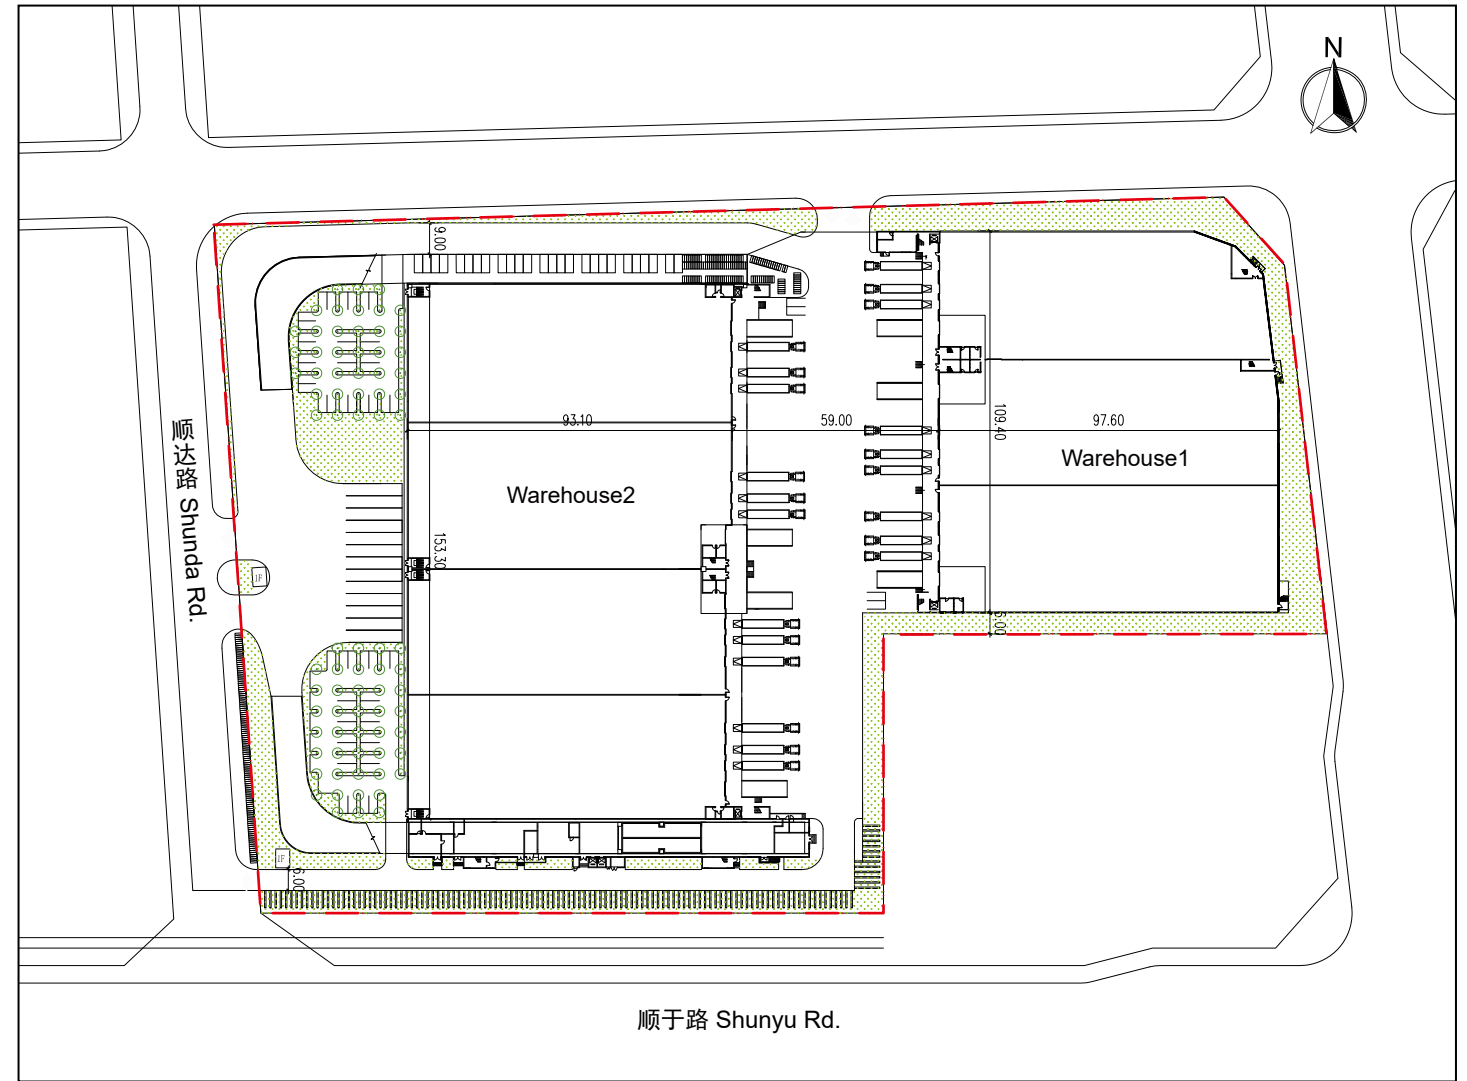 N
9.00
93.10
59.00
109.40
97.60
Warehouse1
顺达路 Shunda Rd.
Warehouse2
153.30
1F
5.00
1F
6.00
顺于路 Shunyu Rd.